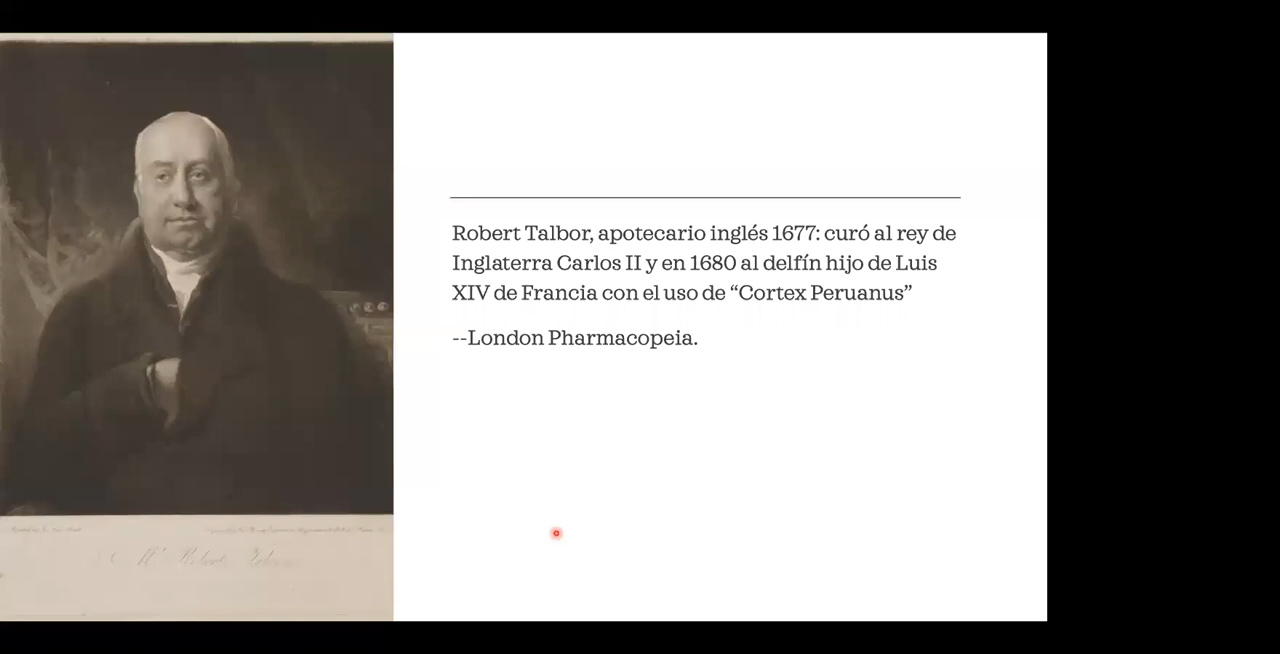 Robert Talbor, apotecario inglés 1677: curó al rey de
Inglaterra Carlos II y en 1680 al delfín hijo de Luis
XIV de Francia con el uso de “Cortex Peruanus”
--London Pharmacopeia.